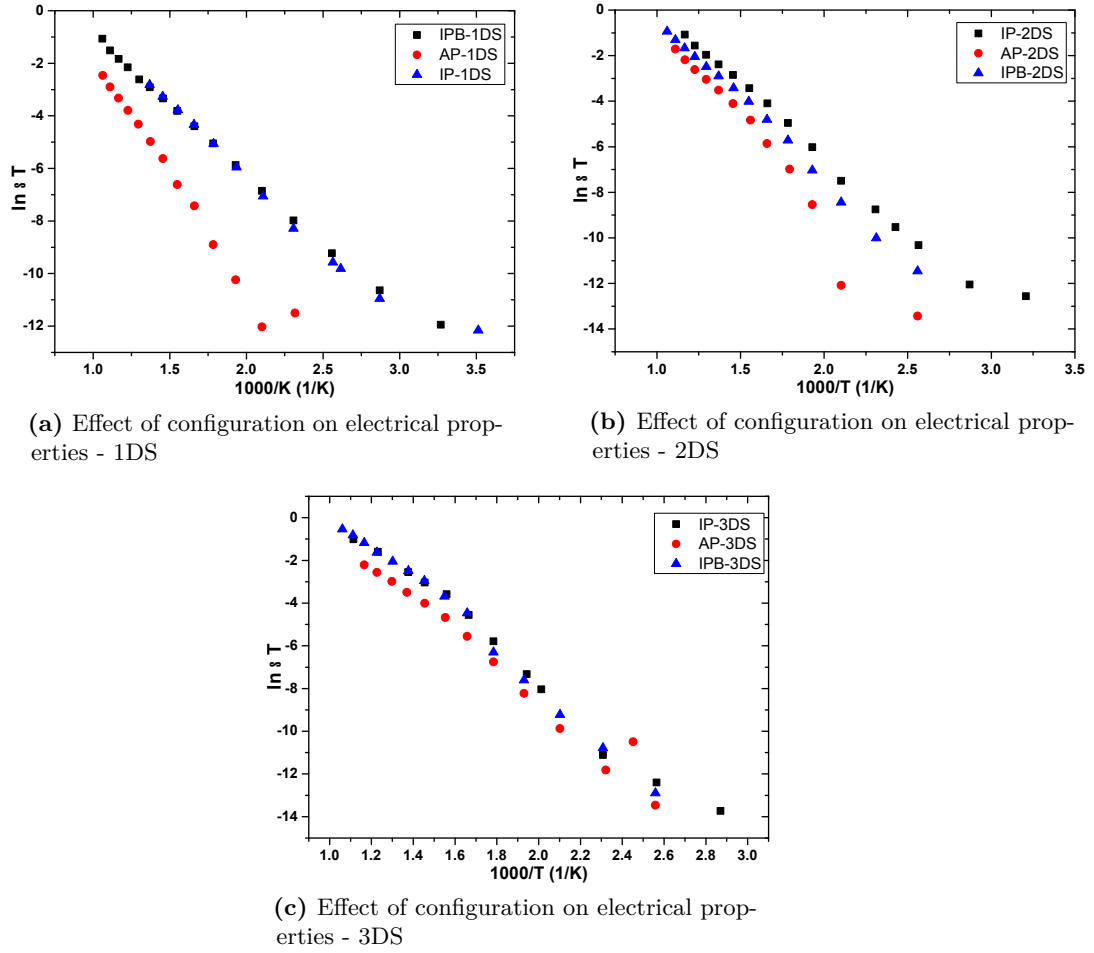 0
-2
-4
-6
-8
-10
-12
ln s T
IPB-1DS
AP-1DS
IP-1DS
1.0 1.5 2.0 2.5 3.0 3.5
1000/K (1/K)
(a) Effect of configuration on electrical prop-
erties - 1DS
0
-2
-4
-6
-8
-10
-12
-14
ln s T
IP-2DS
AP-2DS
IPB-2DS
1.0 1.5 2.0 2.5 3.0 3.5
1000/T (1/K)
(b) Effect of configuration on electrical prop-
erties - 2DS
0
-2
-4
-6
-8
-10
-12
-14
ln s T
IP-3DS
AP-3DS
IPB-3DS
1.0 1.2 1.4 1.6 1.8 2.0 2.2 2.4 2.6 2.8 3.0
1000/T (1/K)
(c) Effect of configuration on electrical prop-
erties - 3DS